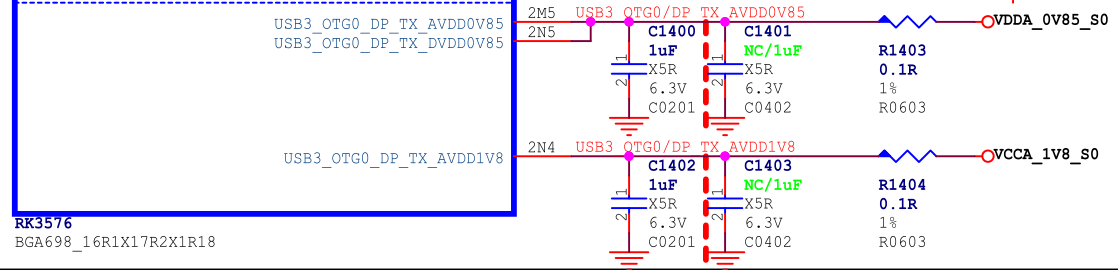 USB3_OTG0_DP_TX_AVDD0V85
USB3_OTG0_DP_TX_DVDD0V85
2M5
2N5
USB3_OTG0/DP_TX_AVDD0V85
C1400
1uF
X5R
6.3V
C0201
1
2
C1401
NC/1uF
X5R
6.3V
C0402
1
2
R1403
0.1R
1%
R0603
VDDA_0V85_S0
USB3_OTG0_DP_TX_AVDD1V8
2N4
USB3_OTG0/DP_TX_AVDD1V8
C1402
1uF
X5R
6.3V
C0201
1
2
C1403
NC/1uF
X5R
6.3V
C0402
1
2
R1404
0.1R
1%
R0603
VCCA_1V8_S0
RK3576
BGA698_16R1X17R2X1R18